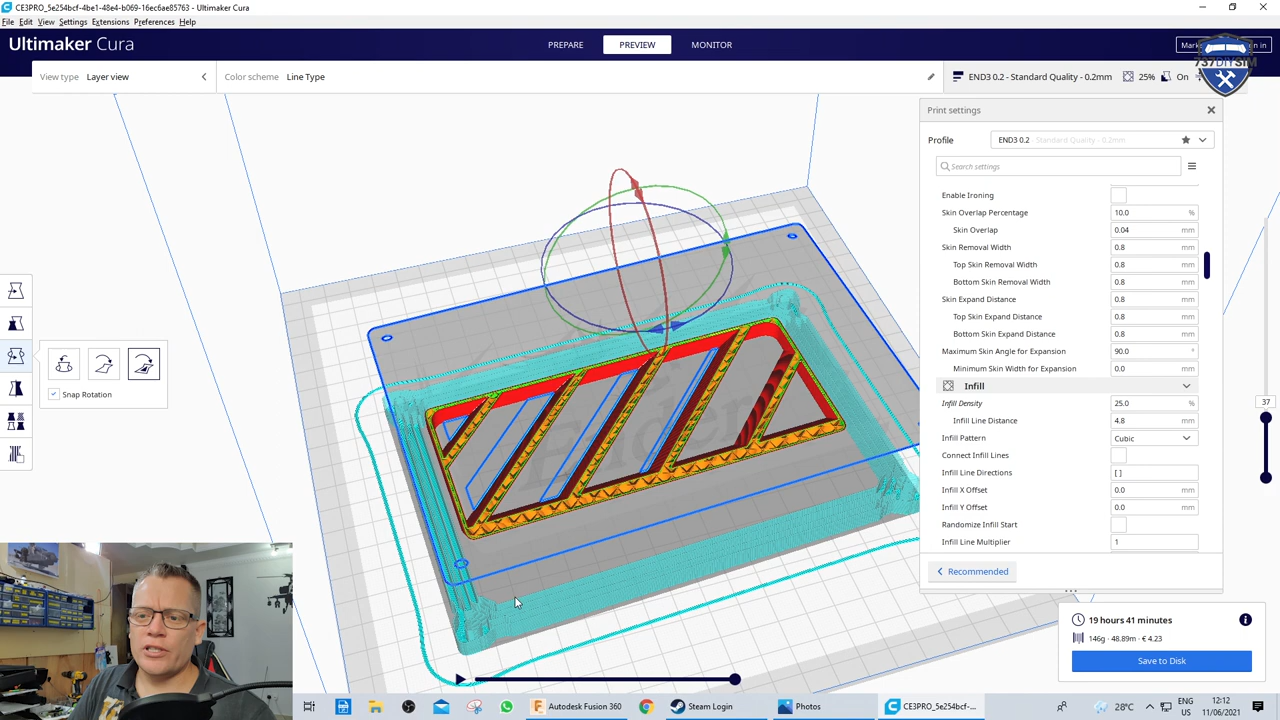 CE3PRO_5e254bcf-4be1-48e4-b069-16ec6ae85763 - Ultimaker Cura
File Edit View Settings Extensions Preferences Help
Ultimaker Cura
PREPARE
PREVIEW
MONITOR
737DIYSIM
View type Layer view
Color scheme Line Type
END3 0.2 - Standard Quality - 0.2mm
25%
On
Print settings
Profile
END3 0.2 - Standard Quality - 0.2mm
Search settings
Enable Ironing
Skin Overlap Percentage 10.0 %
Skin Overlap 0.04 mm
Skin Removal Width 0.8 mm
Top Skin Removal Width 0.8 mm
Bottom Skin Removal Width 0.8 mm
Skin Expand Distance 0.8 mm
Top Skin Expand Distance 0.8 mm
Bottom Skin Expand Distance 0.8 mm
Maximum Skin Angle for Expansion 90.0 °
Minimum Skin Width for Expansion 0.0 mm
Infill
Infill Density 25.0 %
Infill Line Distance 4.8 mm
Infill Pattern Cubic
Connect Infill Lines
Infill Line Directions [ ]
Infill X Offset 0.0 mm
Infill Y Offset 0.0 mm
Randomize Infill Start
Infill Line Multiplier 1
Recommended
Snap Rotation
37
19 hours 41 minutes
146g · 48.89m · € 4.23
Save to Disk
Autodesk Fusion 360
Steam Login
Photos
CE3PRO_5e254bcf-...
28°C
ENG
US
12:12
11/06/2021